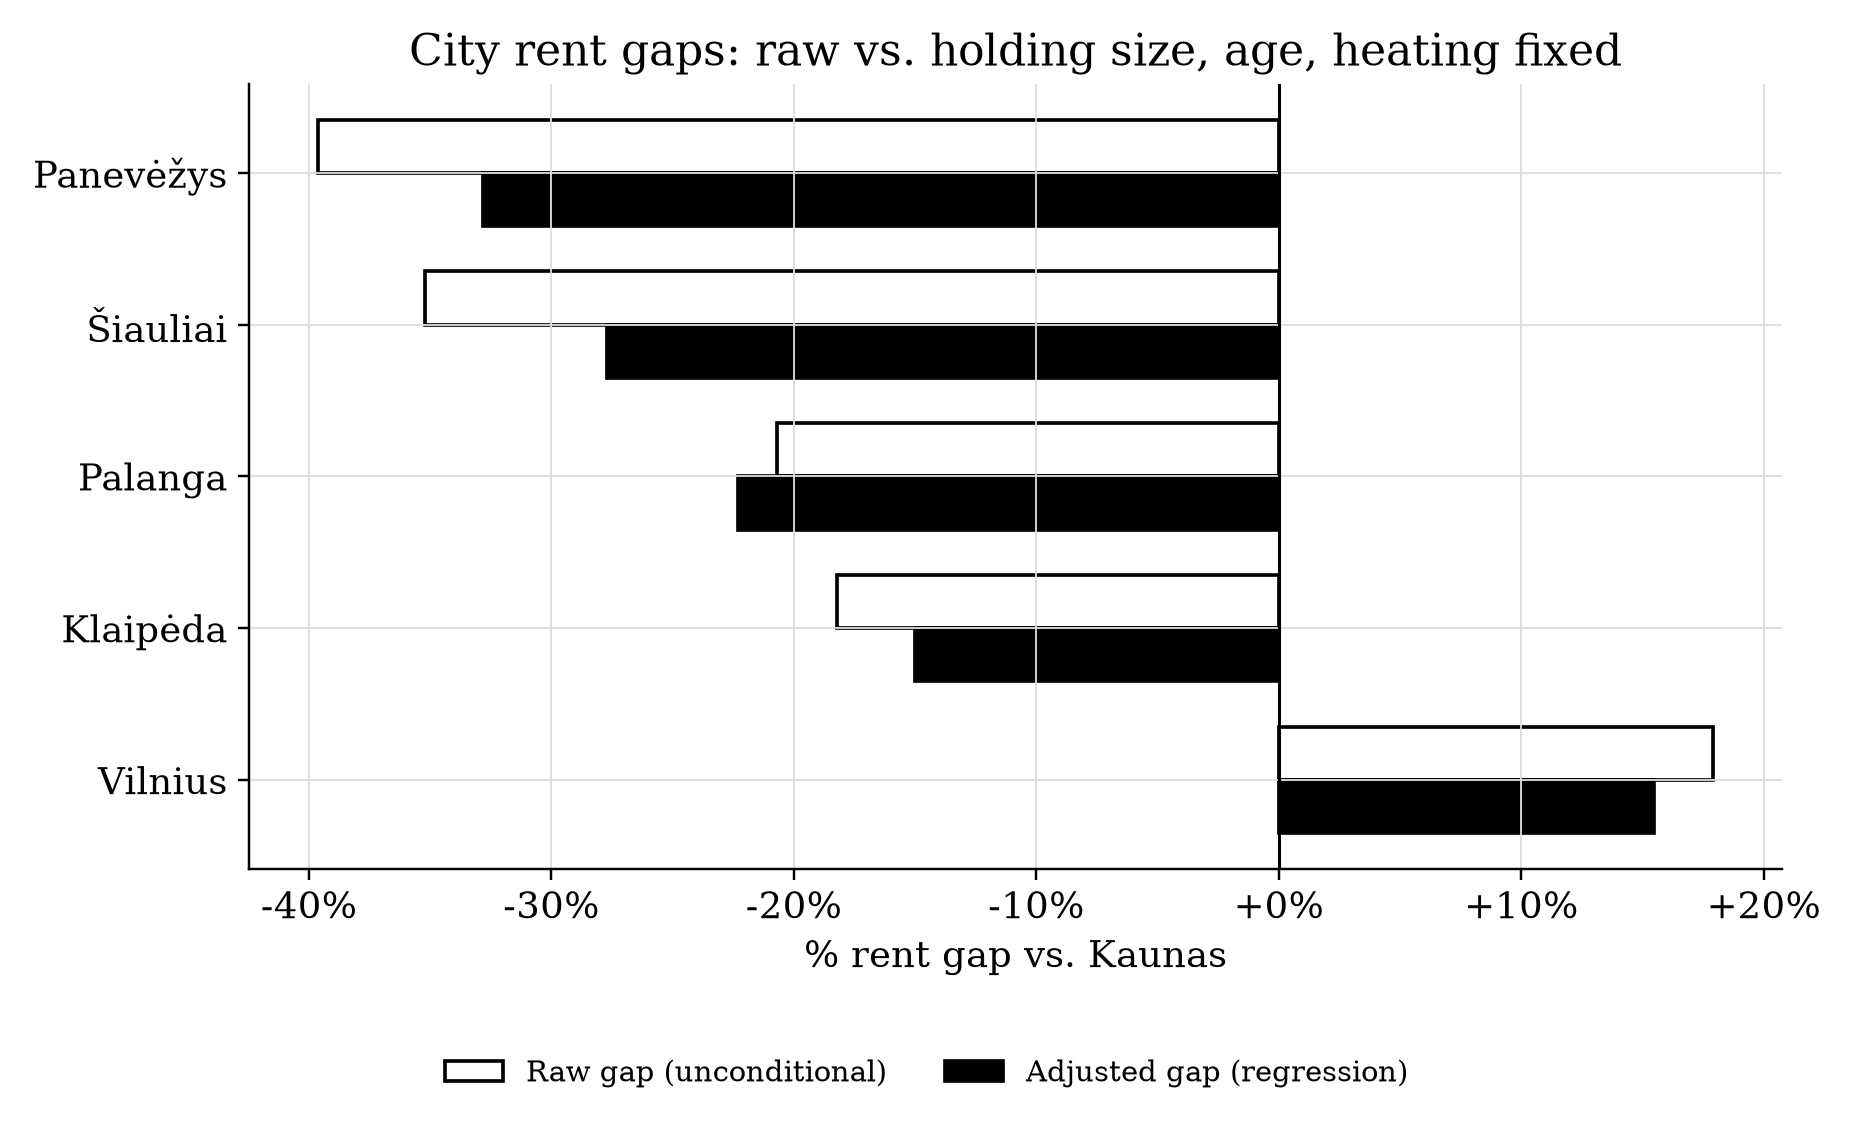 City rent gaps: raw vs. holding size, age, heating fixed
Panevėžys
Šiauliai
Palanga
Klaipėda
Vilnius
-40% -30% -20% -10% +0% +10% +20%
% rent gap vs. Kaunas
Raw gap (unconditional) Adjusted gap (regression)